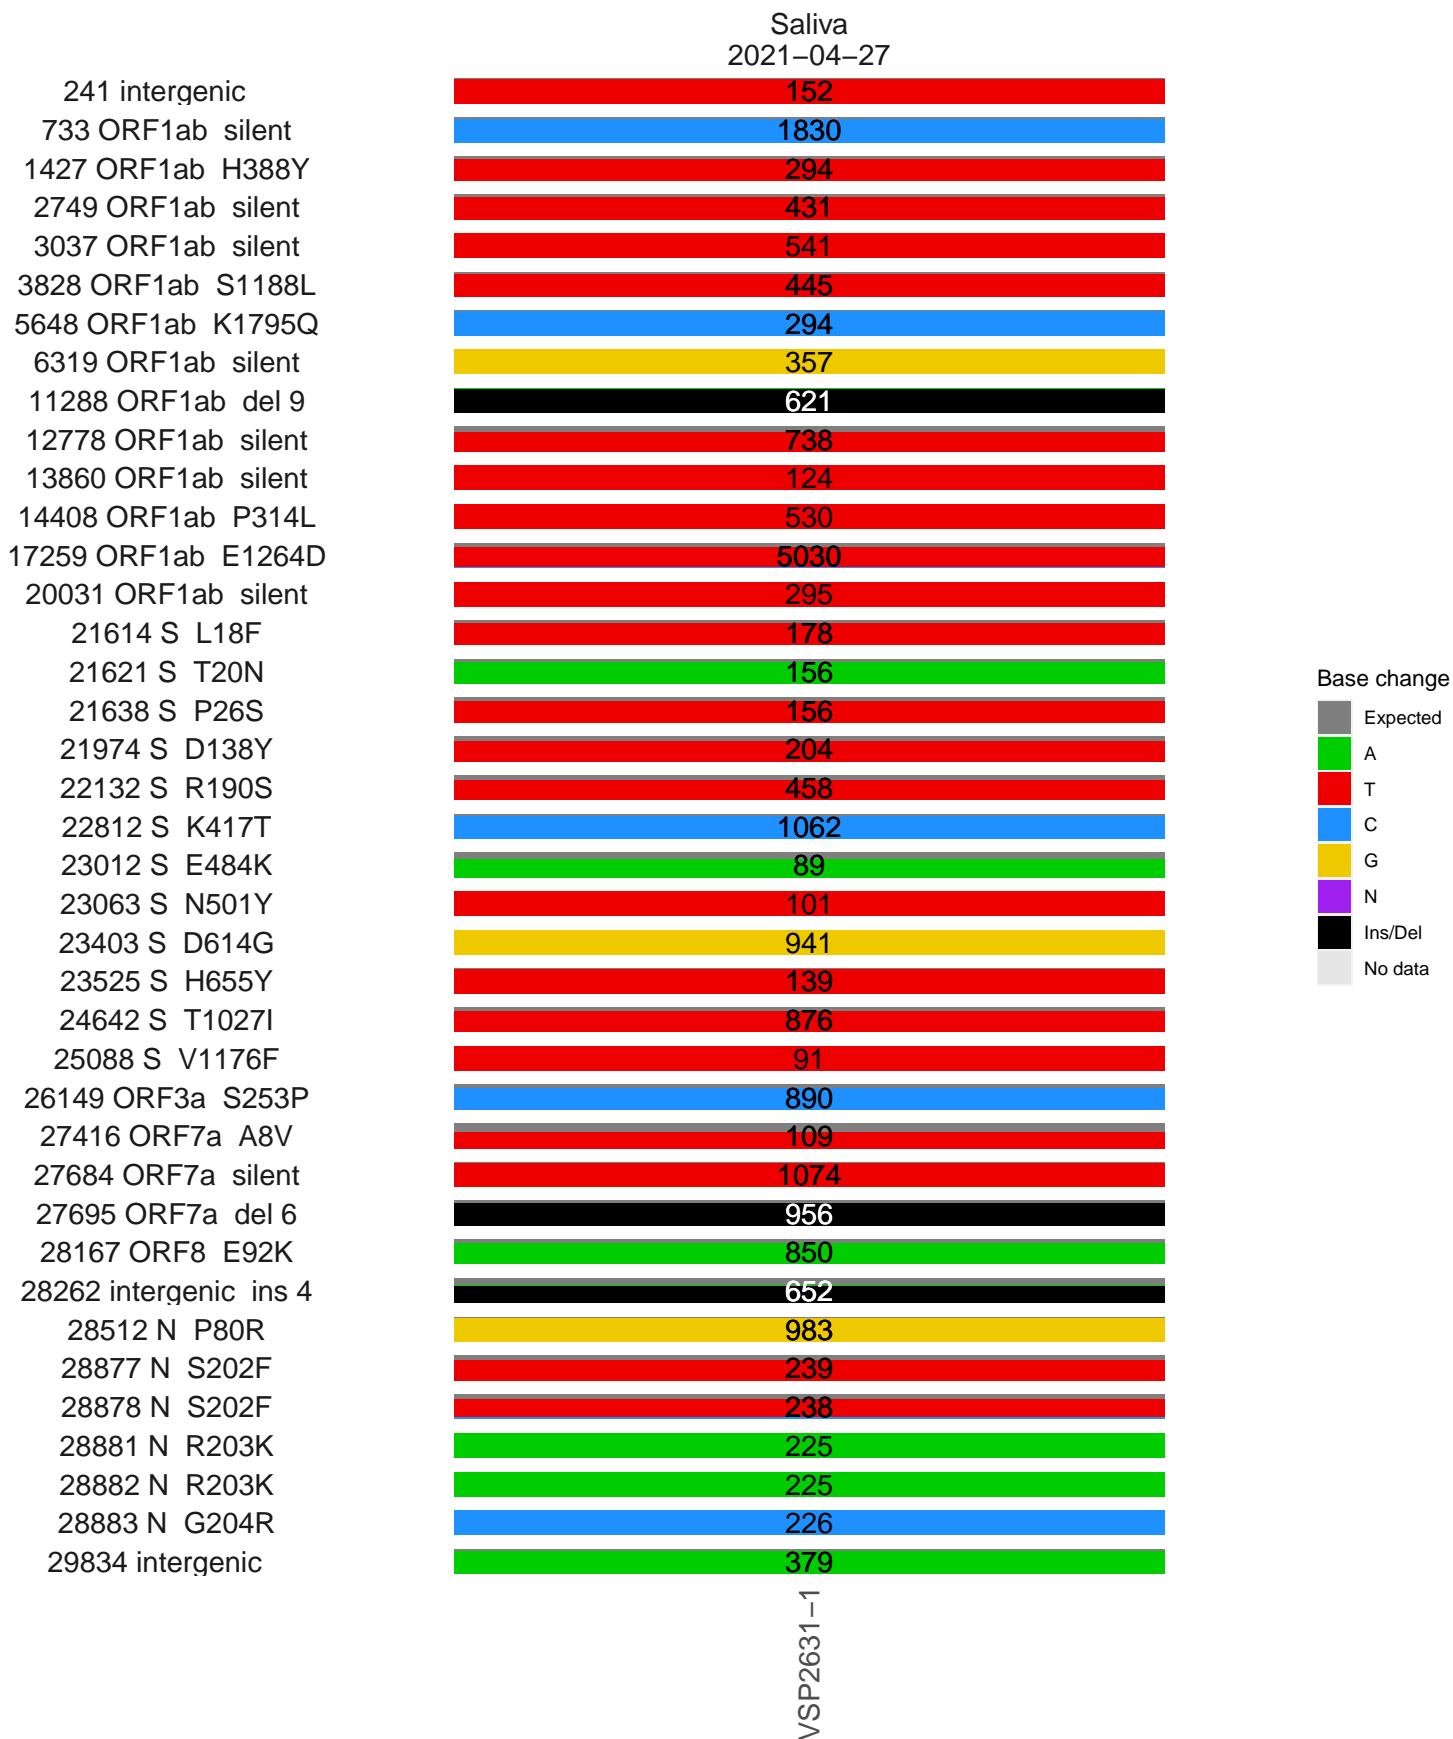 Saliva
2021−04−27
241 intergenic 152
733 ORF1ab silent 1830
1427 ORF1ab H388Y 294
2749 ORF1ab silent 431
3037 ORF1ab silent 541
3828 ORF1ab S1188L 445
5648 ORF1ab K1795Q 294
6319 ORF1ab silent 357
11288 ORF1ab del 9 621
12778 ORF1ab silent 738
13860 ORF1ab silent 124
14408 ORF1ab P314L 530
17259 ORF1ab E1264D 5030
20031 ORF1ab silent 295
21614 S L18F 178
21621 S T20N 156
21638 S P26S 156
21974 S D138Y 204
22132 S R190S 458
22812 S K417T 1062
23012 S E484K 89
23063 S N501Y 101
23403 S D614G 941
23525 S H655Y 139
24642 S T1027I 876
25088 S V1176F 91
26149 ORF3a S253P 890
27416 ORF7a A8V 109
27684 ORF7a silent 1074
27695 ORF7a del 6 956
28167 ORF8 E92K 850
28262 intergenic ins 4 652
28512 N P80R 983
28877 N S202F 239
28878 N S202F 238
28881 N R203K 225
28882 N R203K 225
28883 N G204R 226
29834 intergenic 379
VSP2631−1
Base change
Expected
A
T
C
G
N
Ins/Del
No data